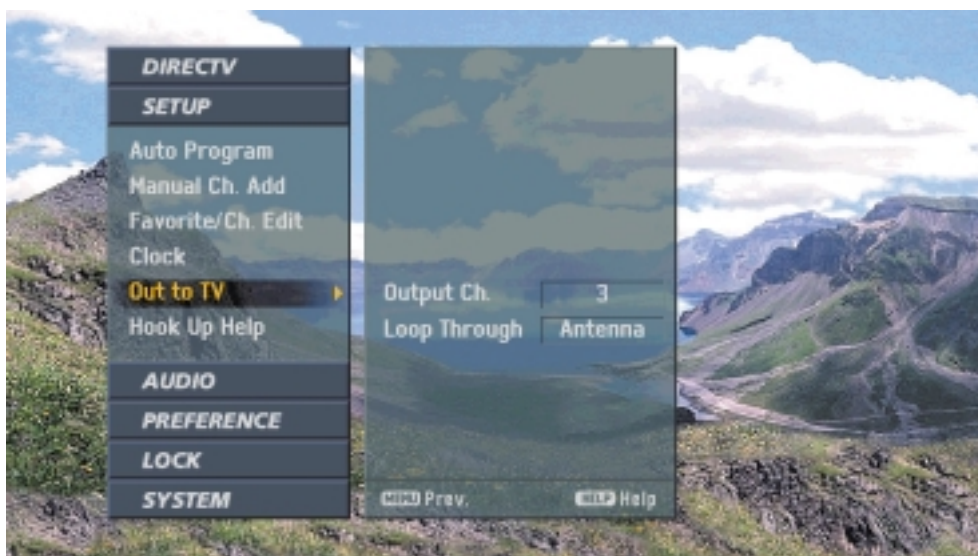 DIRECTV
SETUP
Auto Program
Manual Ch. Add
Favorite/Ch. Edit
Clock
Out to TV
Hook Up Help
AUDIO
PREFERENCE
LOCK
SYSTEM
Output Ch. 3
Loop Through Antenna
MENU Prev. HELP Help